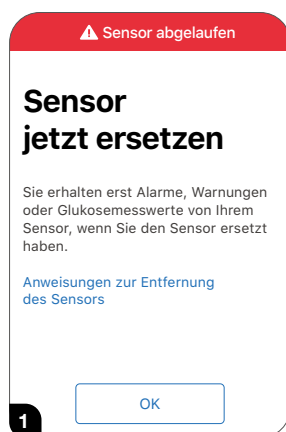 Sensor abgelaufen
Sensor
jetzt ersetzen
Sie erhalten erst Alarme, Warnungen
oder Glukosemesswerte von Ihrem
Sensor, wenn Sie den Sensor ersetzt
haben.
Anweisungen zur Entfernung
des Sensors
OK
1